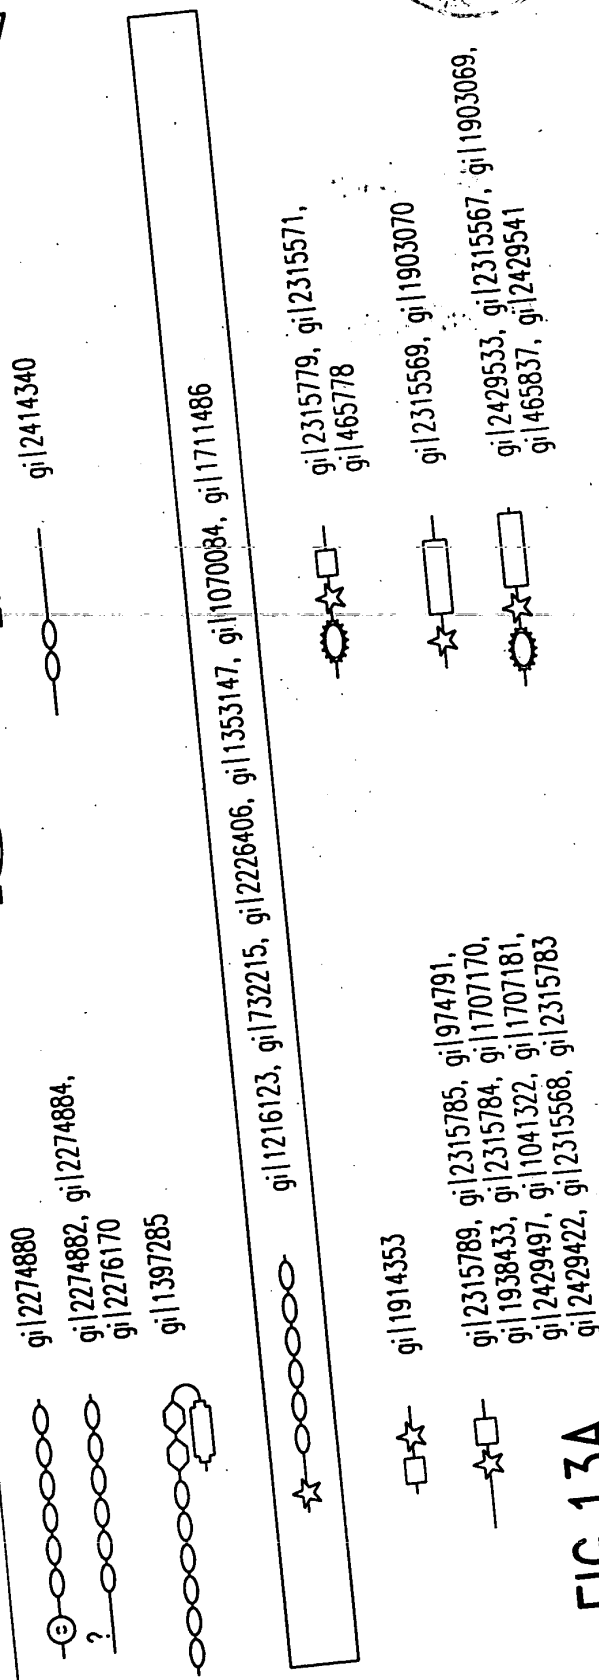 gi|2274880
?
gi|2274882, gi|2274884,
gi|2276170
gi|1397285
gi|2414340
gi|1216123, gi|732215, gi|2226406, gi|1353147, gi|1070084, gi|1711486
gi|1914353
gi|2315789, gi|2315785, gi|974791,
gi|1938433, gi|2315784, gi|1707170,
gi|2429497, gi|1041322, gi|1707181,
gi|2429422, gi|2315568, gi|2315783
gi|2315779, gi|2315571,
gi|465778
gi|2315569, gi|1903070
gi|2429533, gi|2315567, gi|1903069,
gi|465837, gi|2429541
FIG.13A